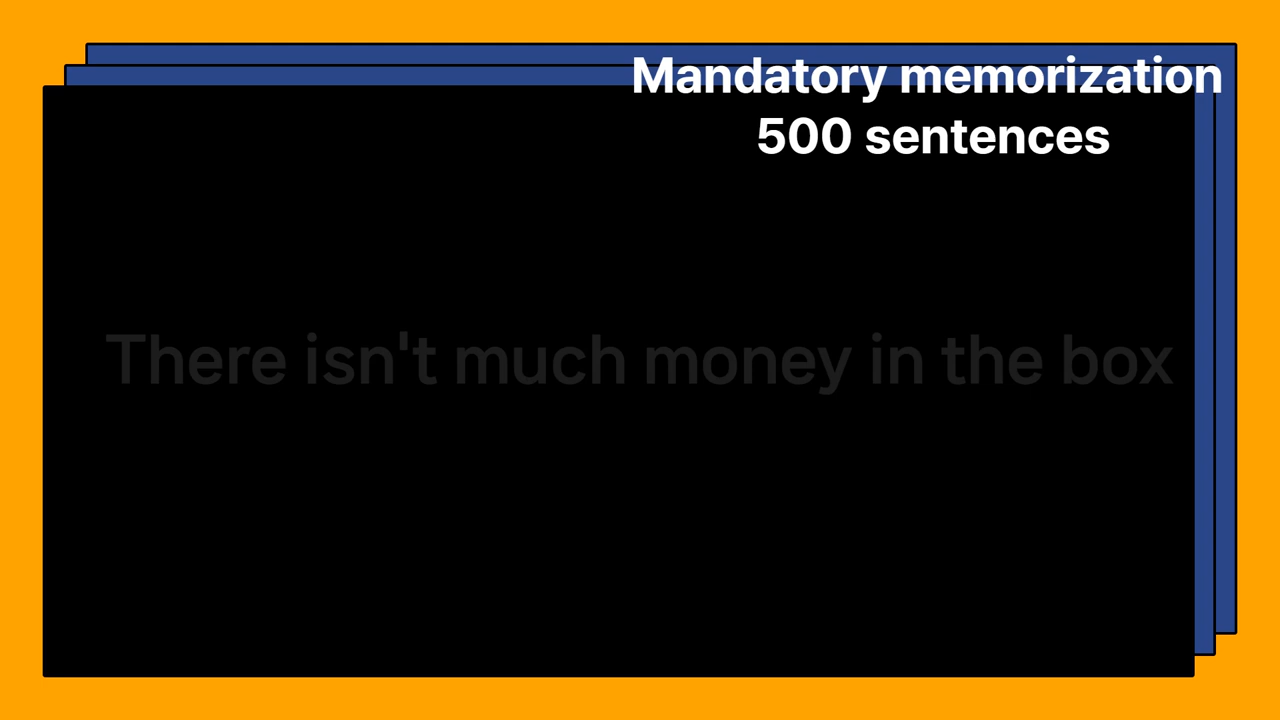 Mandatory memorization
500 sentences
There isn't much money in the box